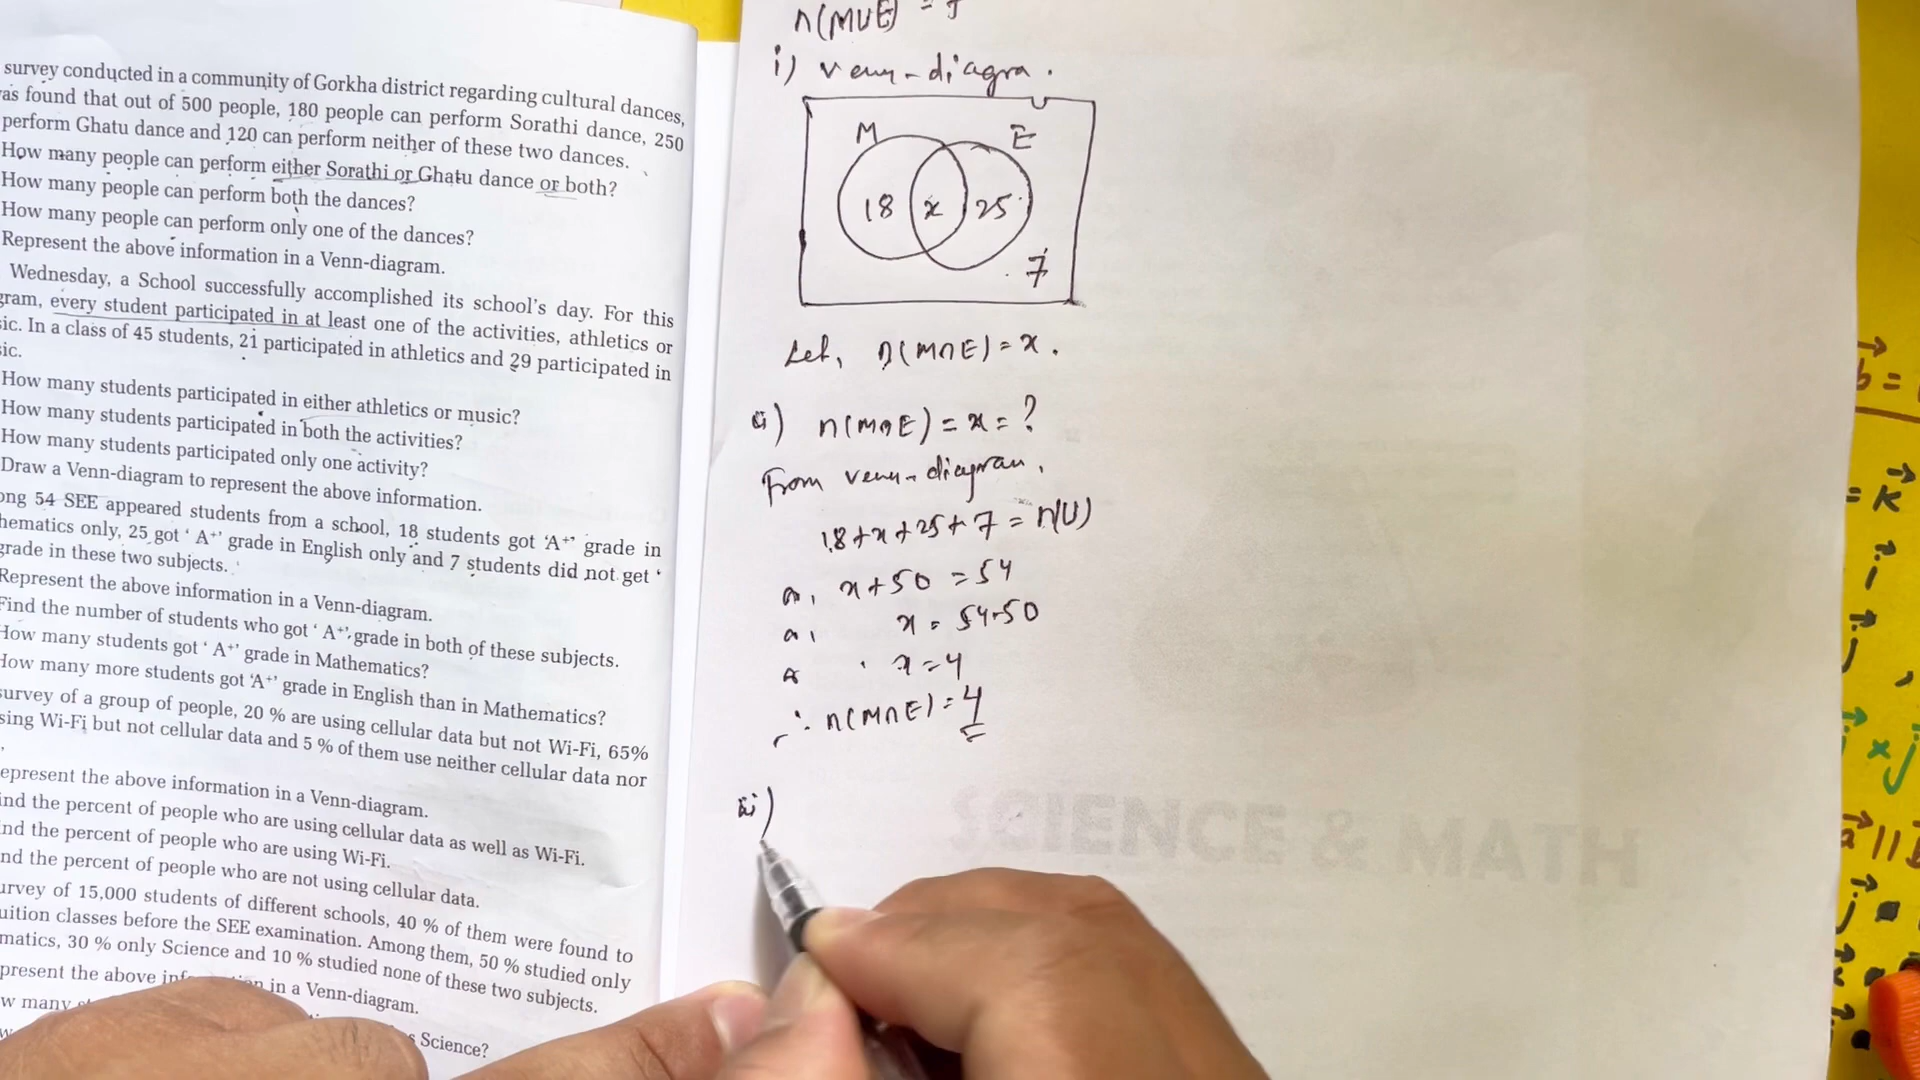 survey conducted in a community of Gorkha district regarding cultural dances,
as found that out of 500 people, 180 people can perform Sorathi dance, 250
perform Ghatu dance and 120 can perform neither of these two dances.
How many people can perform either Sorathi or Ghatu dance or both?
How many people can perform both the dances?
How many people can perform only one of the dances?
Represent the above information in a Venn-diagram.
Wednesday, a School successfully accomplished its school's day. For this
gram, every student participated in at least one of the activities, athletics or
sic. In a class of 45 students, 21 participated in athletics and 29 participated in
sic.
How many students participated in either athletics or music?
How many students participated in both the activities?
How many students participated only one activity?
Draw a Venn-diagram to represent the above information.
ong 54 SEE appeared students from a school, 18 students got 'A⁺' grade in
hematics only, 25 got ' A⁺' grade in English only and 7 students did not get '
grade in these two subjects.
Represent the above information in a Venn-diagram.
Find the number of students who got ' A⁺' grade in both of these subjects.
How many students got ' A⁺' grade in Mathematics?
How many more students got 'A⁺' grade in English than in Mathematics?
survey of a group of people, 20 % are using cellular data but not Wi-Fi, 65%
sing Wi-Fi but not cellular data and 5 % of them use neither cellular data nor
epresent the above information in a Venn-diagram.
ind the percent of people who are using cellular data as well as Wi-Fi.
nd the percent of people who are using Wi-Fi.
nd the percent of people who are not using cellular data.
urvey of 15,000 students of different schools, 40 % of them were found to
uition classes before the SEE examination. Among them, 50 % studied only
matics, 30 % only Science and 10 % studied none of these two subjects.
present the above in a Venn-diagram.
w many
Science?
n(MUE) =
i) venn-diagra.
U
M E
18 x 25
7
Let, n(M∩E) = x.
ii) n(M∩E) = x = ?
From venn-diagram,
18+x+25+7 = n(U)
or, x+50 = 54
or, x = 54-50
or x = 4
∴ n(M∩E) = 4
iii)
SCIENCE & MATH
b =
= k
i
j
j × j
a ||
j